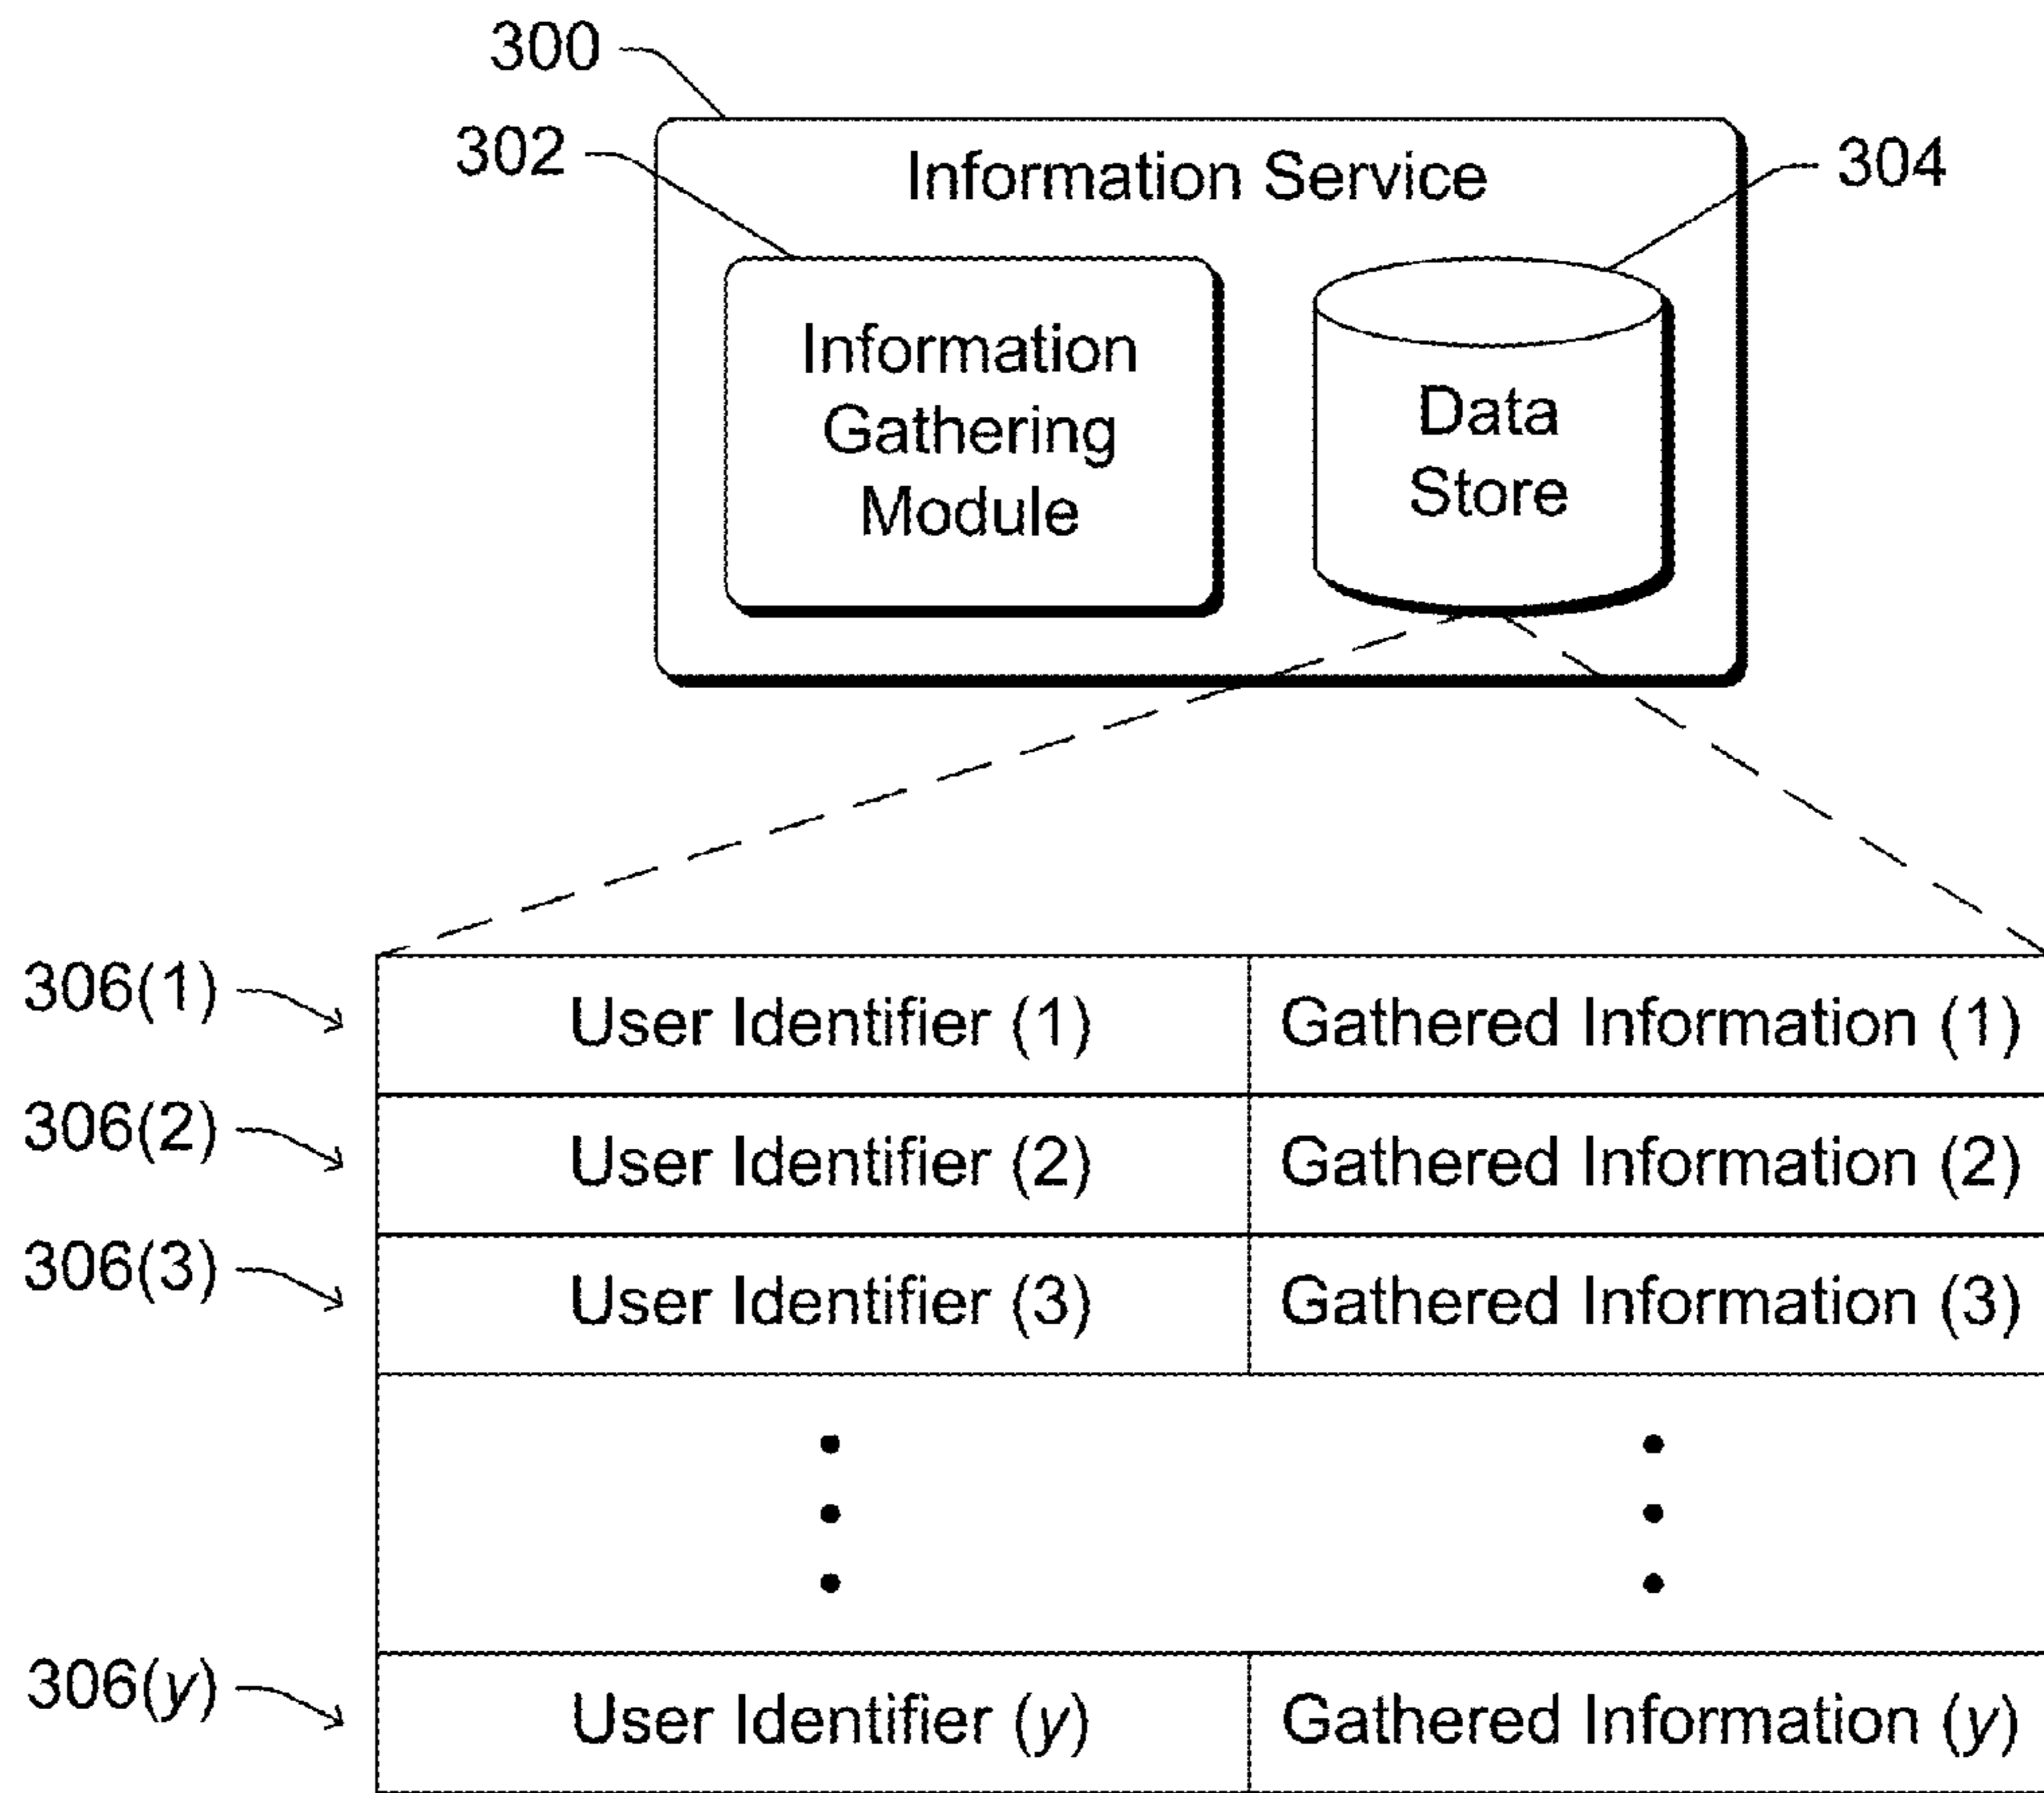 300
302
Information Service
304
Information
Gathering
Module
Data
Store
306(1)
User Identifier (1)
Gathered Information (1)
306(2)
User Identifier (2)
Gathered Information (2)
306(3)
User Identifier (3)
Gathered Information (3)
306(y)
User Identifier (y)
Gathered Information (y)